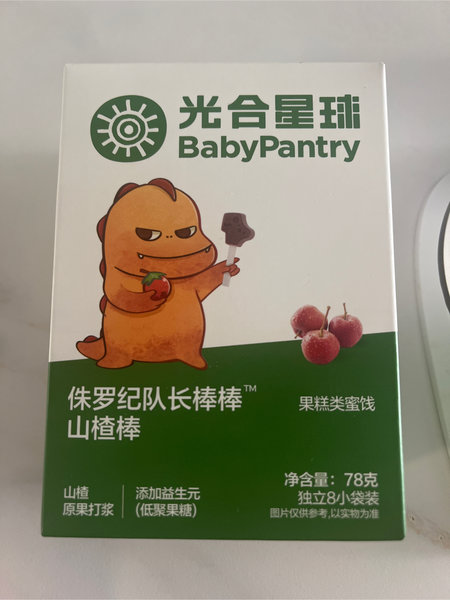 光合星球
BabyPantry
侏罗纪队长棒棒™
山楂棒
果糕类蜜饯
山楂
原果打浆
添加益生元
(低聚果糖)
净含量：78克
独立8小袋装
图片仅供参考，以实物为准